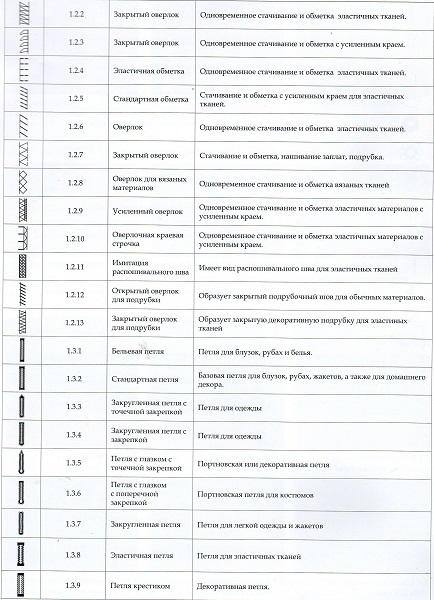 1.2.2 Закрытый оверлок Одновременное стачивание и обметка эластичных тканей.
1.2.3 Закрытый оверлок Одновременное стачивание и обметка с усиленным краем.
1.2.4 Эластичная обметка Одновременное стачивание и обметка эластичных тканей.
1.2.5 Стандартная обметка Стачивание и обметка с усиленным краем для эластичных
тканей.
1.2.6 Оверлок Одновременное стачивание и обметка эластичных тканей.
1.2.7 Закрытый оверлок Стачивание и обметка, нашивание заплат, подрубка.
1.2.8 Оверлок для вязаных
материалов Одновременное стачивание и обметка вязаных тканей
1.2.9 Усиленный оверлок Одновременное стачивание и обметка эластичных материалов с
усиленным краем.
1.2.10 Оверлочная краевая
строчка Одновременное стачивание и обметка эластичных материалов с
усиленным краем.
1.2.11 Имитация
распошивального шва Имеет вид распошивального шва для эластичных тканей
1.2.12 Открытый оверлок
для подрубки Образует закрытый подрубочный шов для обычных материалов.
1.2.13 Закрытый оверлок
для подрубки Образует закрытую декоративную подрубку для эластичных
тканей
1.3.1 Бельевая петля Петля для блузок, рубах и белья.
1.3.2 Стандартная петля Базовая петля для блузок, рубах, жакетов, а также для домашнего
декора.
1.3.3 Закругленная петля с
точечной закрепкой Петля для одежды
1.3.4 Закругленная петля с
закрепкой Петля для одежды
1.3.5 Петля с глазком с
точечной закрепкой Портновская или декоративная петля
1.3.6 Петля с глазком
с поперечной
закрепкой Портновская петля для костюмов
1.3.7 Закругленная петля Петля для легкой одежды и жакетов
1.3.8 Эластичная петля Петля для эластичных тканей
1.3.9 Петля крестиком Декоративная петля.